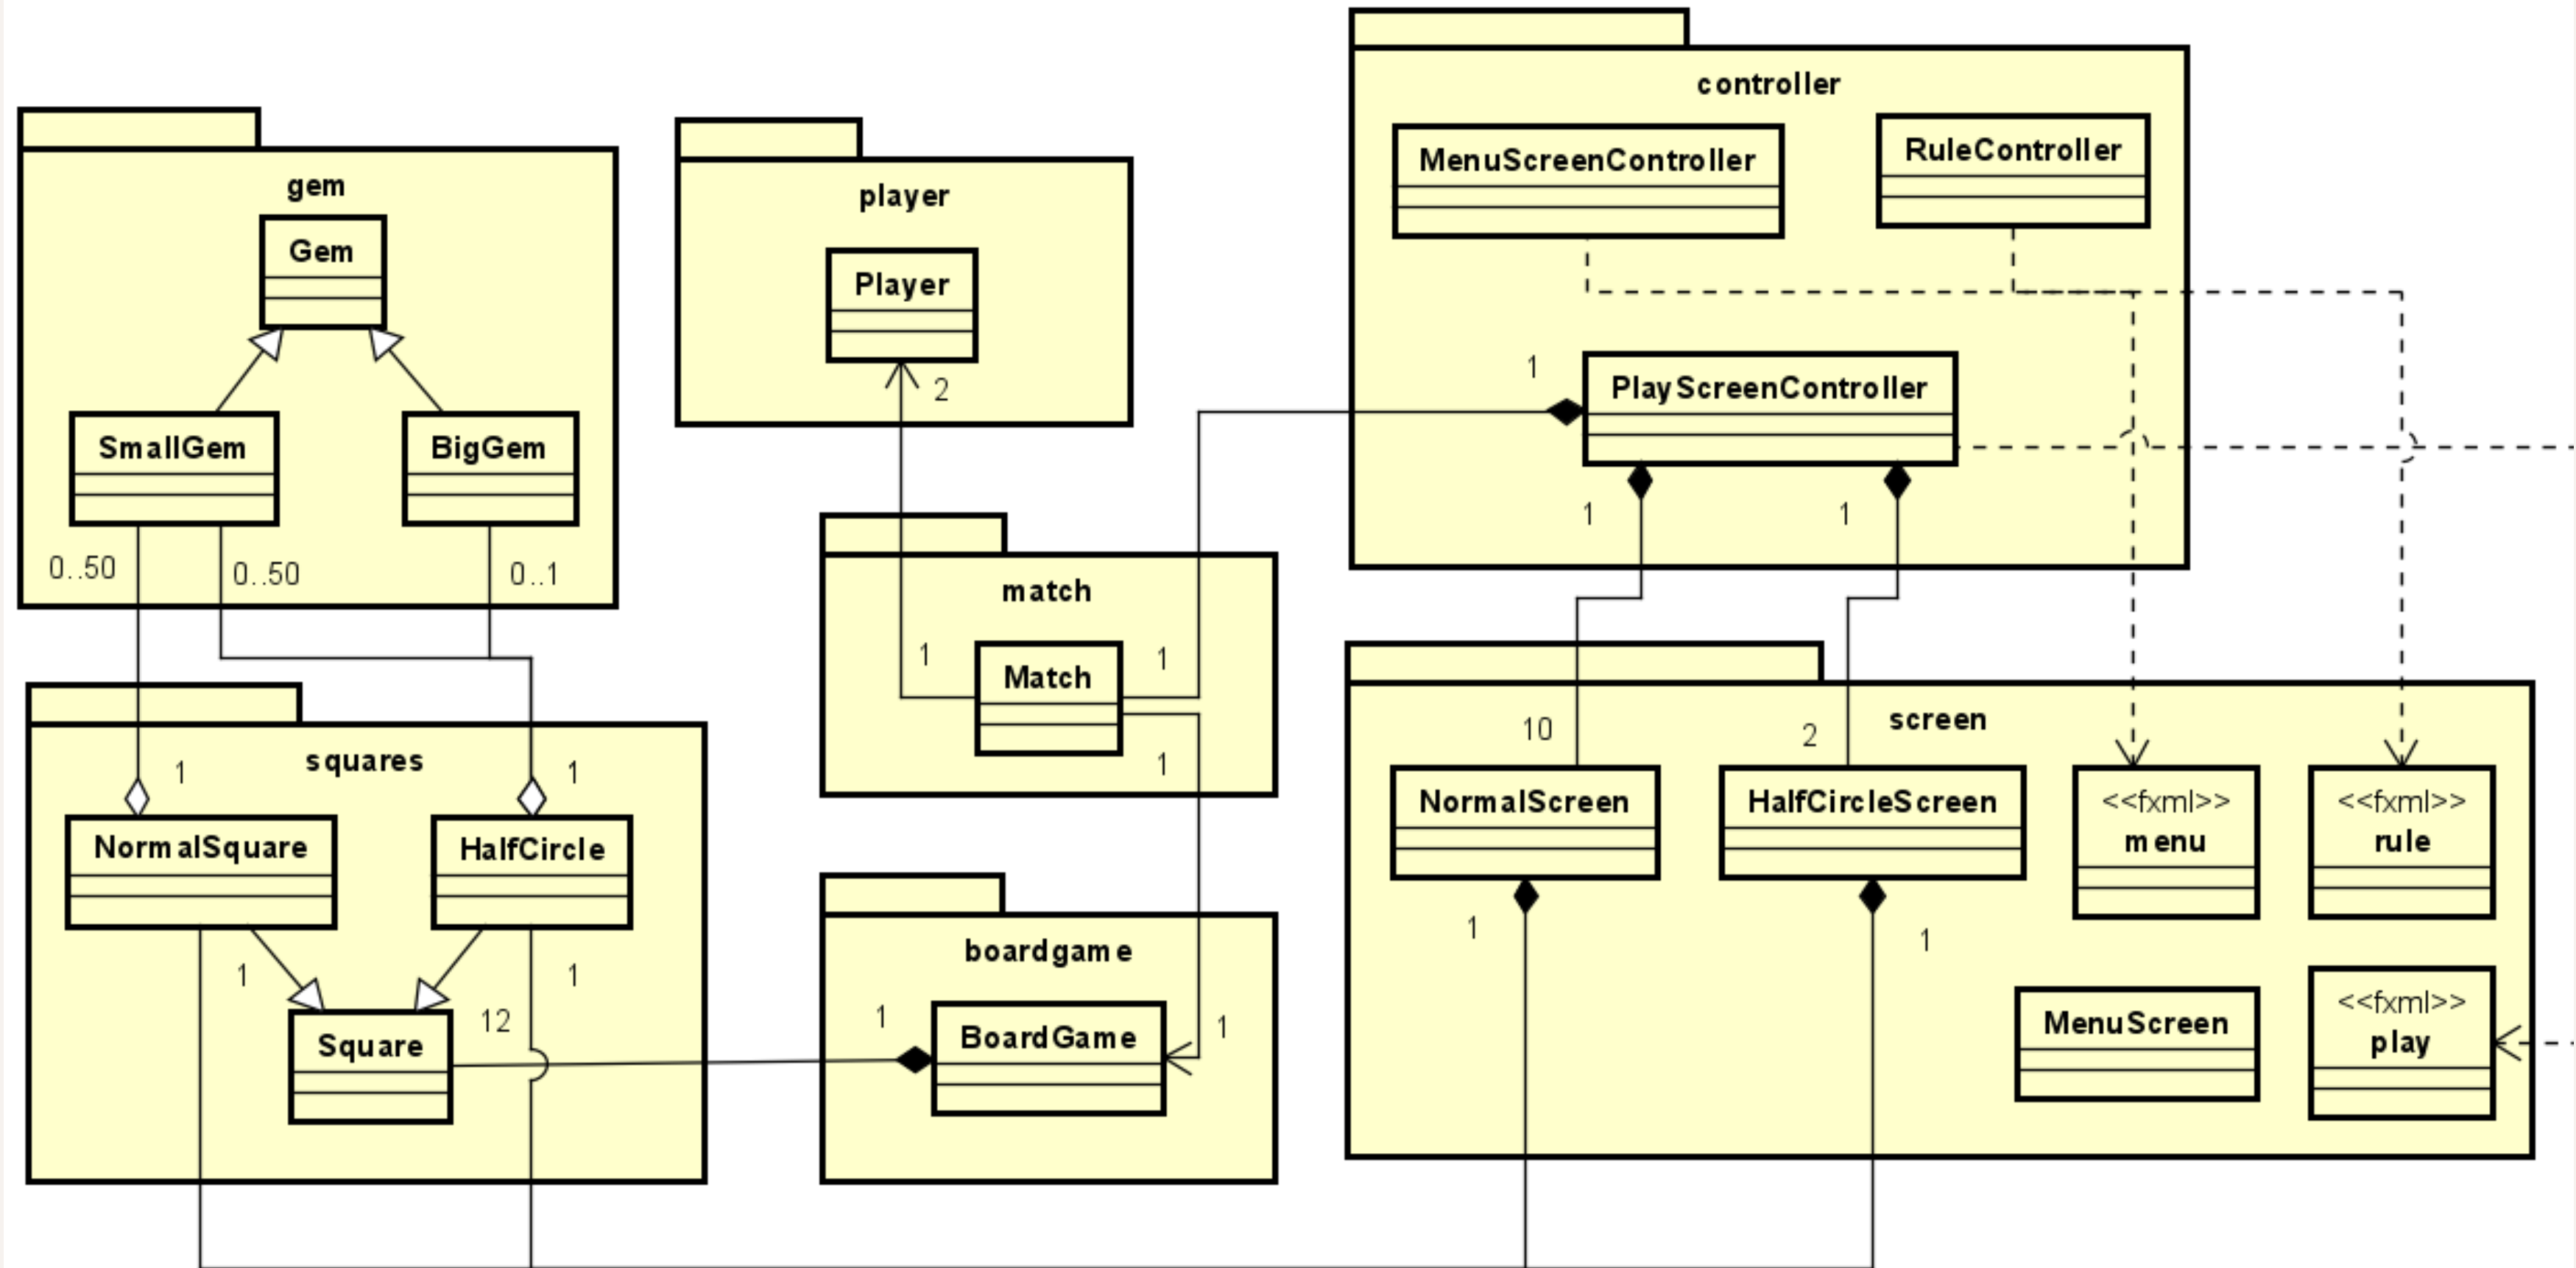 controller
MenuScreenController
RuleController
PlayScreenController
1
1
1
gem
Gem
SmallGem
BigGem
0..50
0..50
0..1
player
Player
2
match
Match
1
1
1
squares
1
1
NormalSquare
HalfCircle
1
1
Square
12
boardgame
BoardGame
1
1
screen
10
2
NormalScreen
HalfCircleScreen
<<fxml>>
menu
<<fxml>>
rule
1
1
MenuScreen
<<fxml>>
play